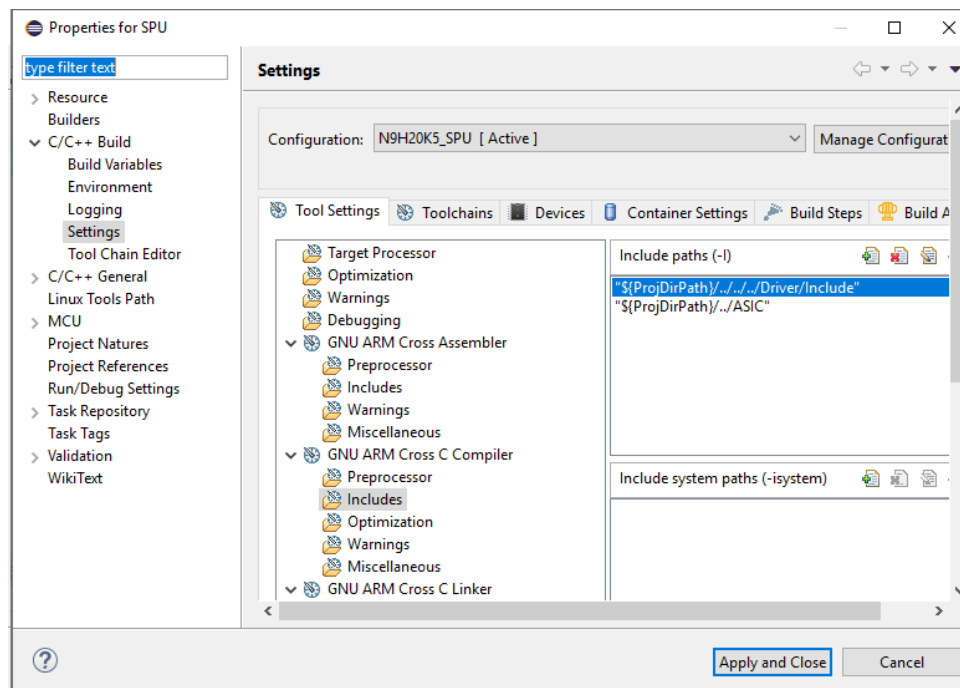 Properties for SPU
type filter text
Resource
Builders
C/C++ Build
Build Variables
Environment
Logging
Settings
Tool Chain Editor
C/C++ General
Linux Tools Path
MCU
Project Natures
Project References
Run/Debug Settings
Task Repository
Task Tags
Validation
WikiText
Settings
Configuration: N9H20K5_SPU [ Active ] Manage Configurat
Tool Settings Toolchains Devices Container Settings Build Steps Build A
Target Processor
Optimization
Warnings
Debugging
GNU ARM Cross Assembler
Preprocessor
Includes
Warnings
Miscellaneous
GNU ARM Cross C Compiler
Preprocessor
Includes
Optimization
Warnings
Miscellaneous
GNU ARM Cross C Linker
Include paths (-I)
"${ProjDirPath}/../../../Driver/Include"
"${ProjDirPath}/../ASIC"
Include system paths (-isystem)
Apply and Close Cancel